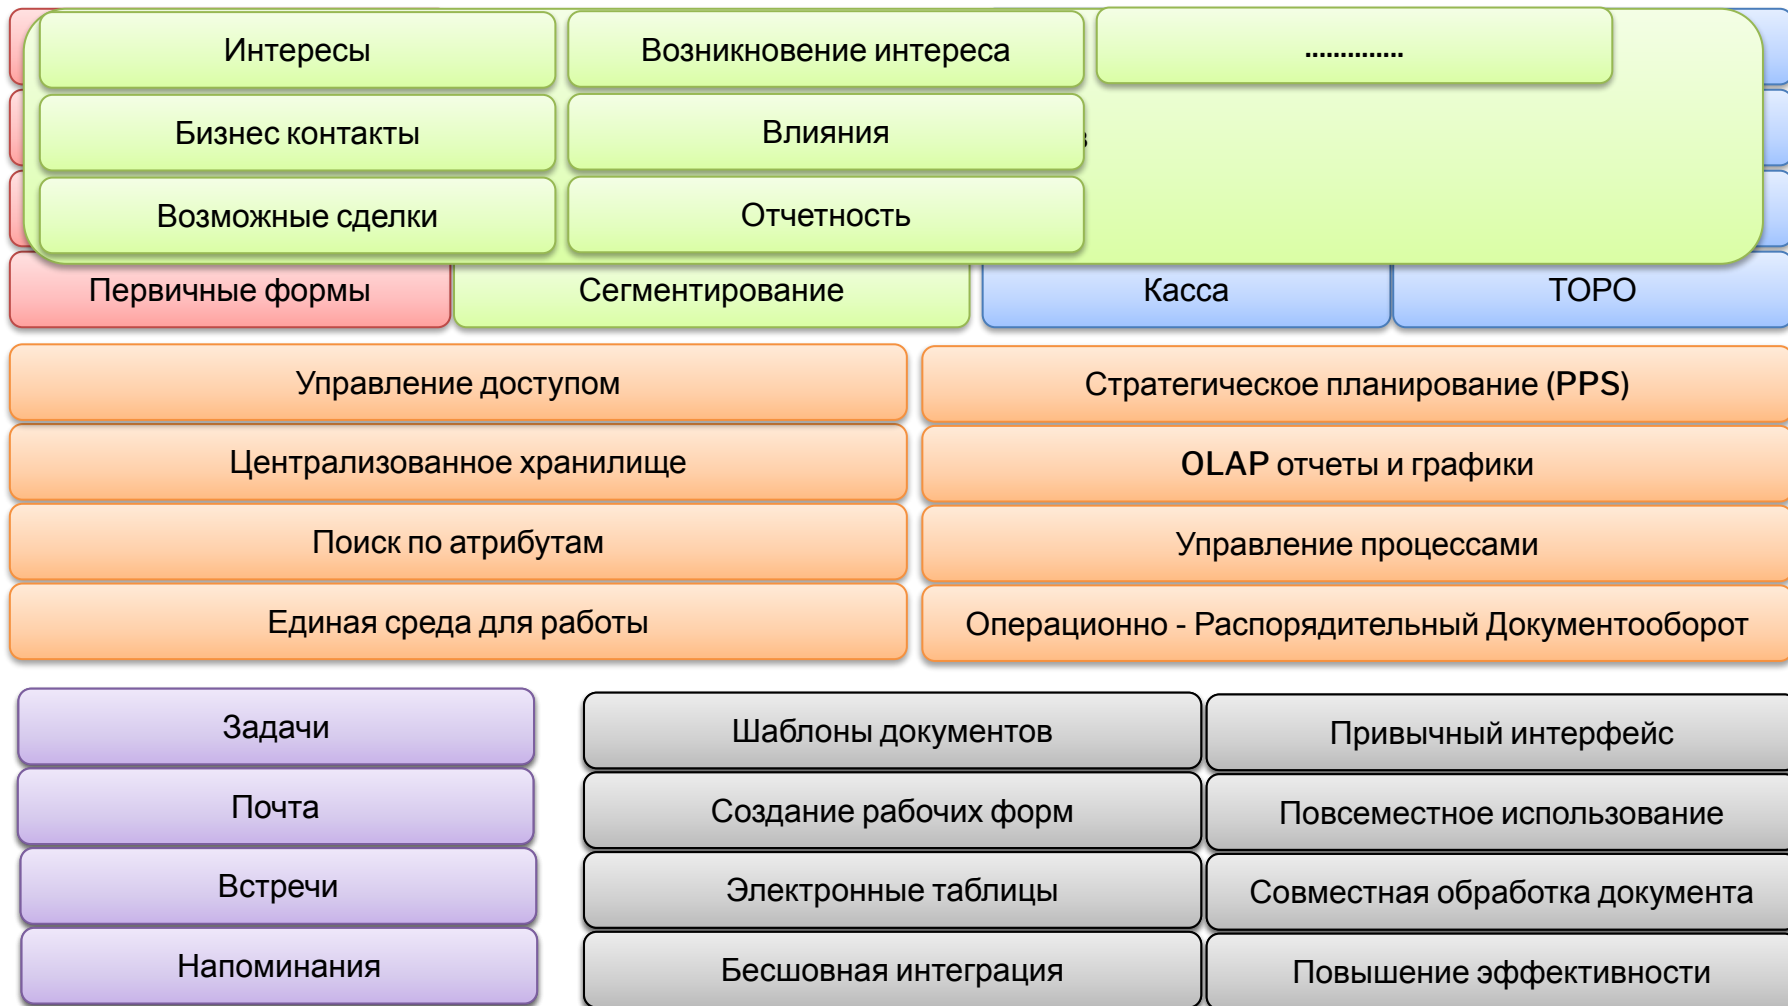 Интересы
Возникновение интереса
..............
Бизнес контакты
Влияния
в
Возможные сделки
Отчетность
Первичные формы
Сегментирование
Касса
ТОРО
Управление доступом
Стратегическое планирование (PPS)
Централизованное хранилище
OLAP отчеты и графики
Поиск по атрибутам
Управление процессами
Единая среда для работы
Операционно - Распорядительный Документооборот
Задачи
Шаблоны документов
Привычный интерфейс
Почта
Создание рабочих форм
Повсеместное использование
Встречи
Электронные таблицы
Совместная обработка документа
Напоминания
Бесшовная интеграция
Повышение эффективности